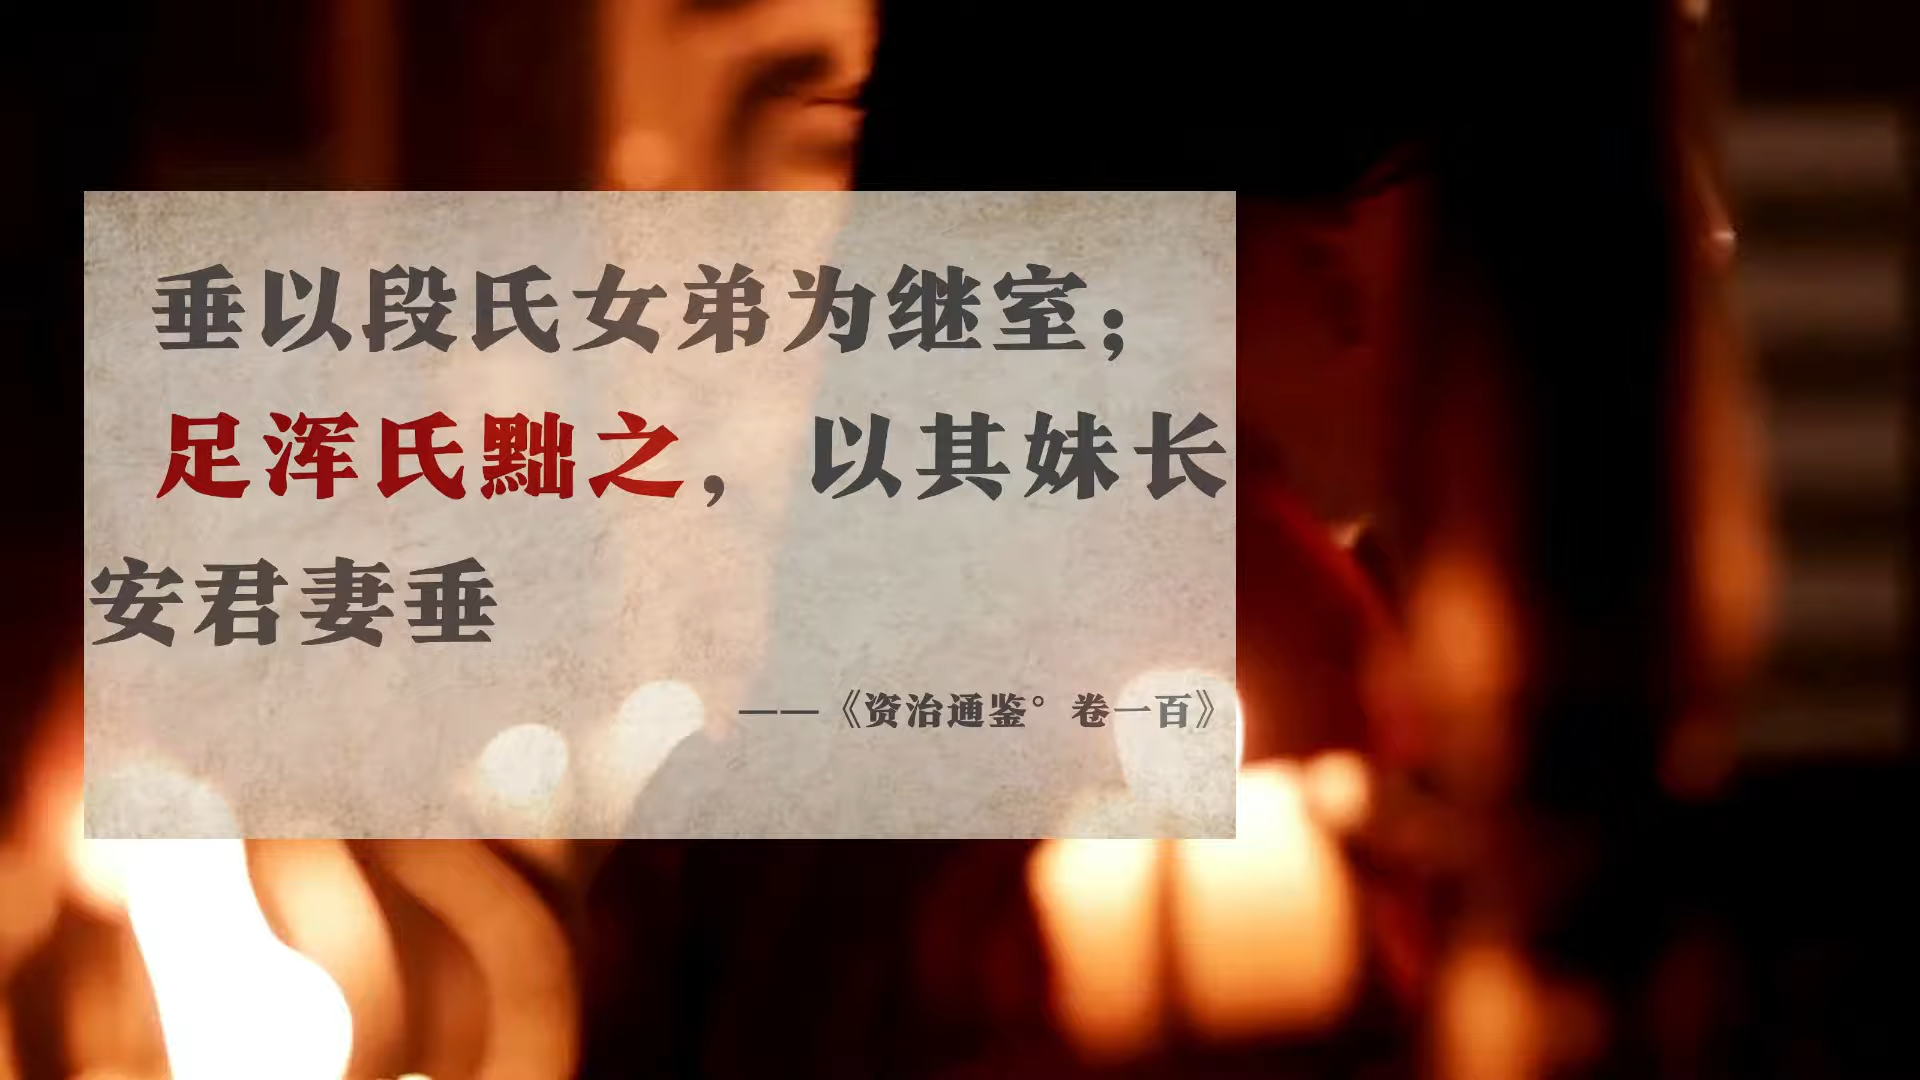 垂以段氏女弟为继室；
足浑氏黜之，以其妹长
安君妻垂
——《资治通鉴°卷一百》